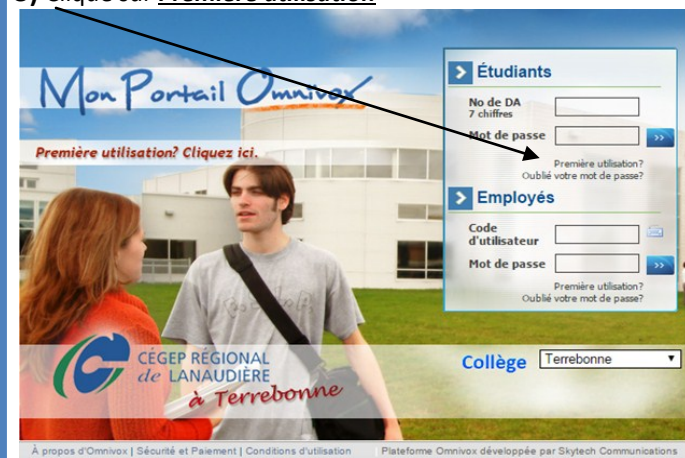 Clique sur Première utilisation
Mon Portail Omnivox
Première utilisation? Cliquez ici.
Étudiants
No de DA
7 chiffres
Mot de passe
>>
Première utilisation?
Oublié votre mot de passe?
Employés
Code
d'utilisateur
Mot de passe
>>
Première utilisation?
Oublié votre mot de passe?
CÉGEP RÉGIONAL
de LANAUDIÈRE
à Terrebonne
Collège Terrebonne
À propos d'Omnivox | Sécurité et Paiement | Conditions d'utilisation
Plateforme Omnivox développée par Skytech Communications